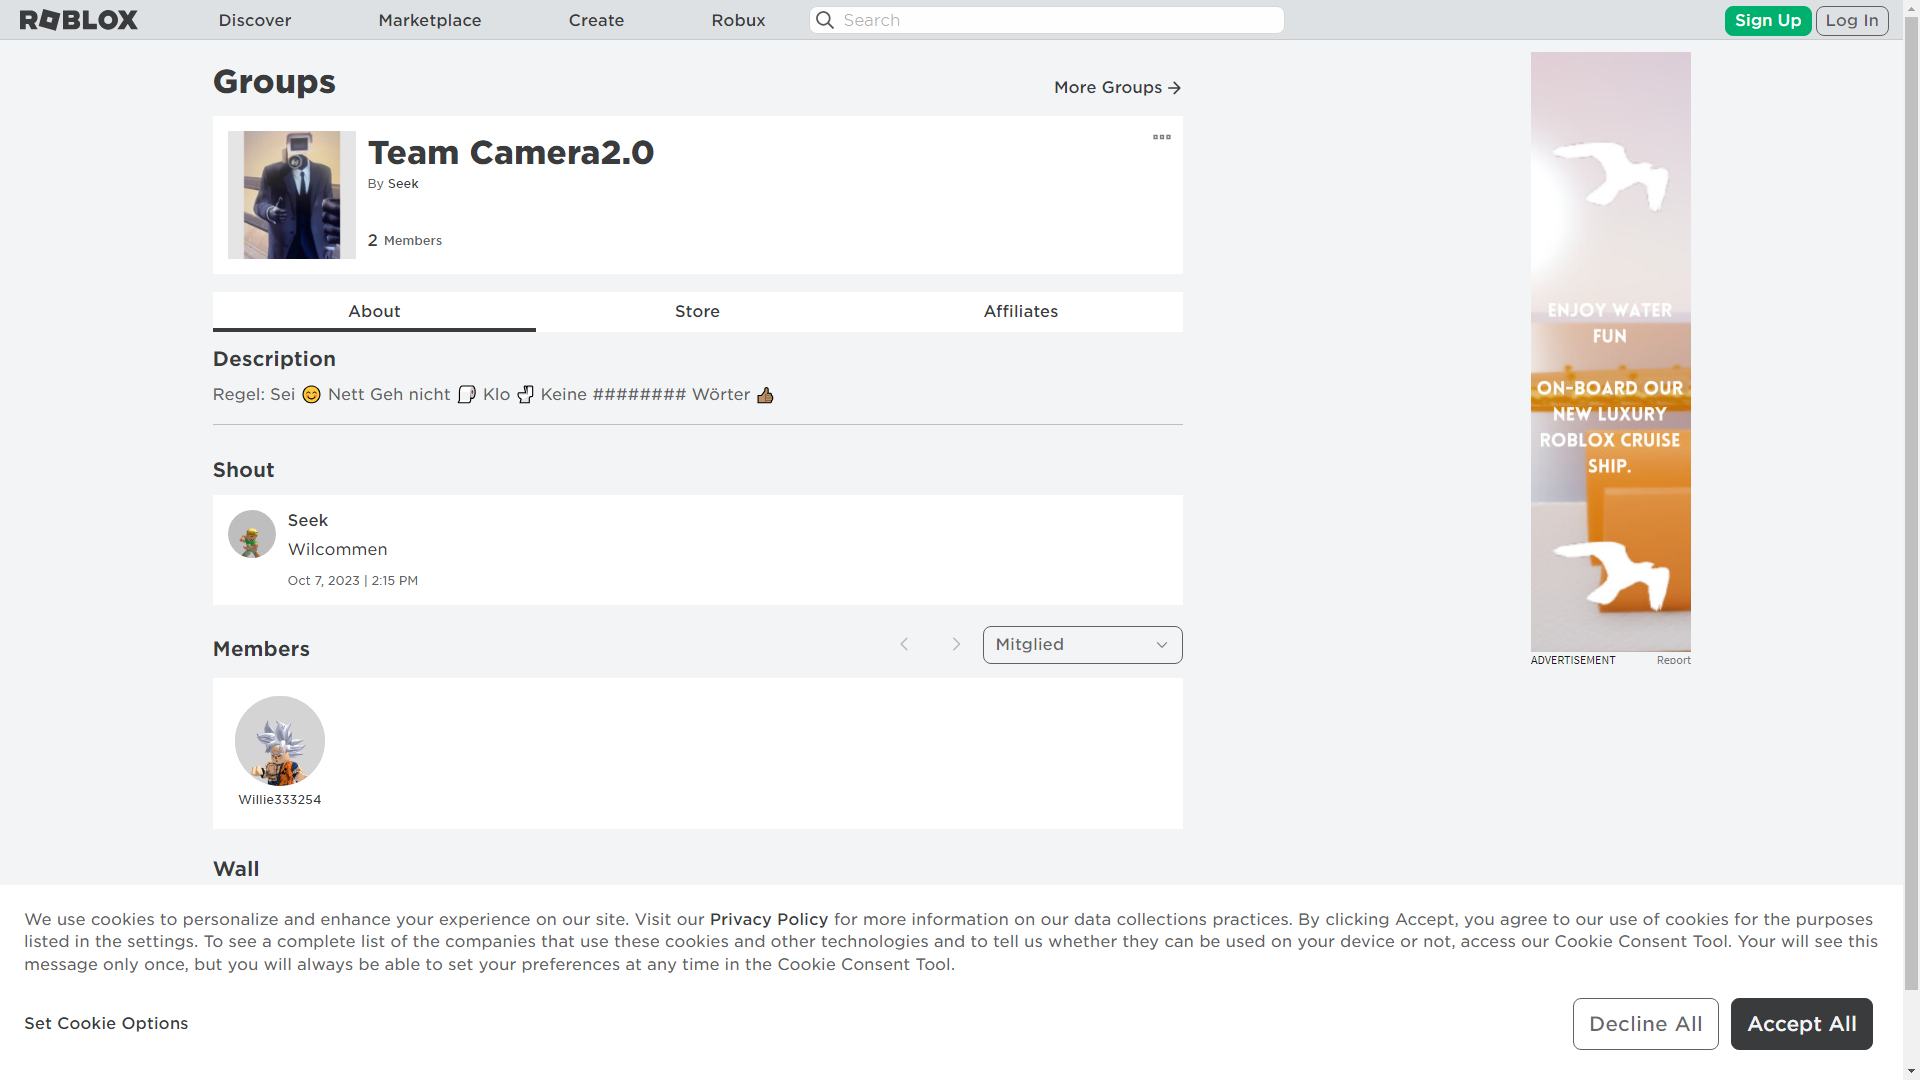 ROBLOX Discover Marketplace Create Robux Search Sign Up Log In
Groups
More Groups →
Team Camera2.0
By Seek
2 Members
About Store Affiliates
Description
Regel: Sei 😊 Nett Geh nicht 🧻 Klo 🚽 Keine ######## Wörter 👍🏾
Shout
Seek
Wilcommen
Oct 7, 2023 | 2:15 PM
Members
Mitglied
Willie333254
Wall
ENJOY WATER
FUN
ON-BOARD OUR
NEW LUXURY
ROBLOX CRUISE
SHIP.
ADVERTISEMENT Report
We use cookies to personalize and enhance your experience on our site. Visit our Privacy Policy for more information on our data collections practices. By clicking Accept, you agree to our use of cookies for the purposes
listed in the settings. To see a complete list of the companies that use these cookies and other technologies and to tell us whether they can be used on your device or not, access our Cookie Consent Tool. Your will see this
message only once, but you will always be able to set your preferences at any time in the Cookie Consent Tool.
Set Cookie Options
Decline All
Accept All